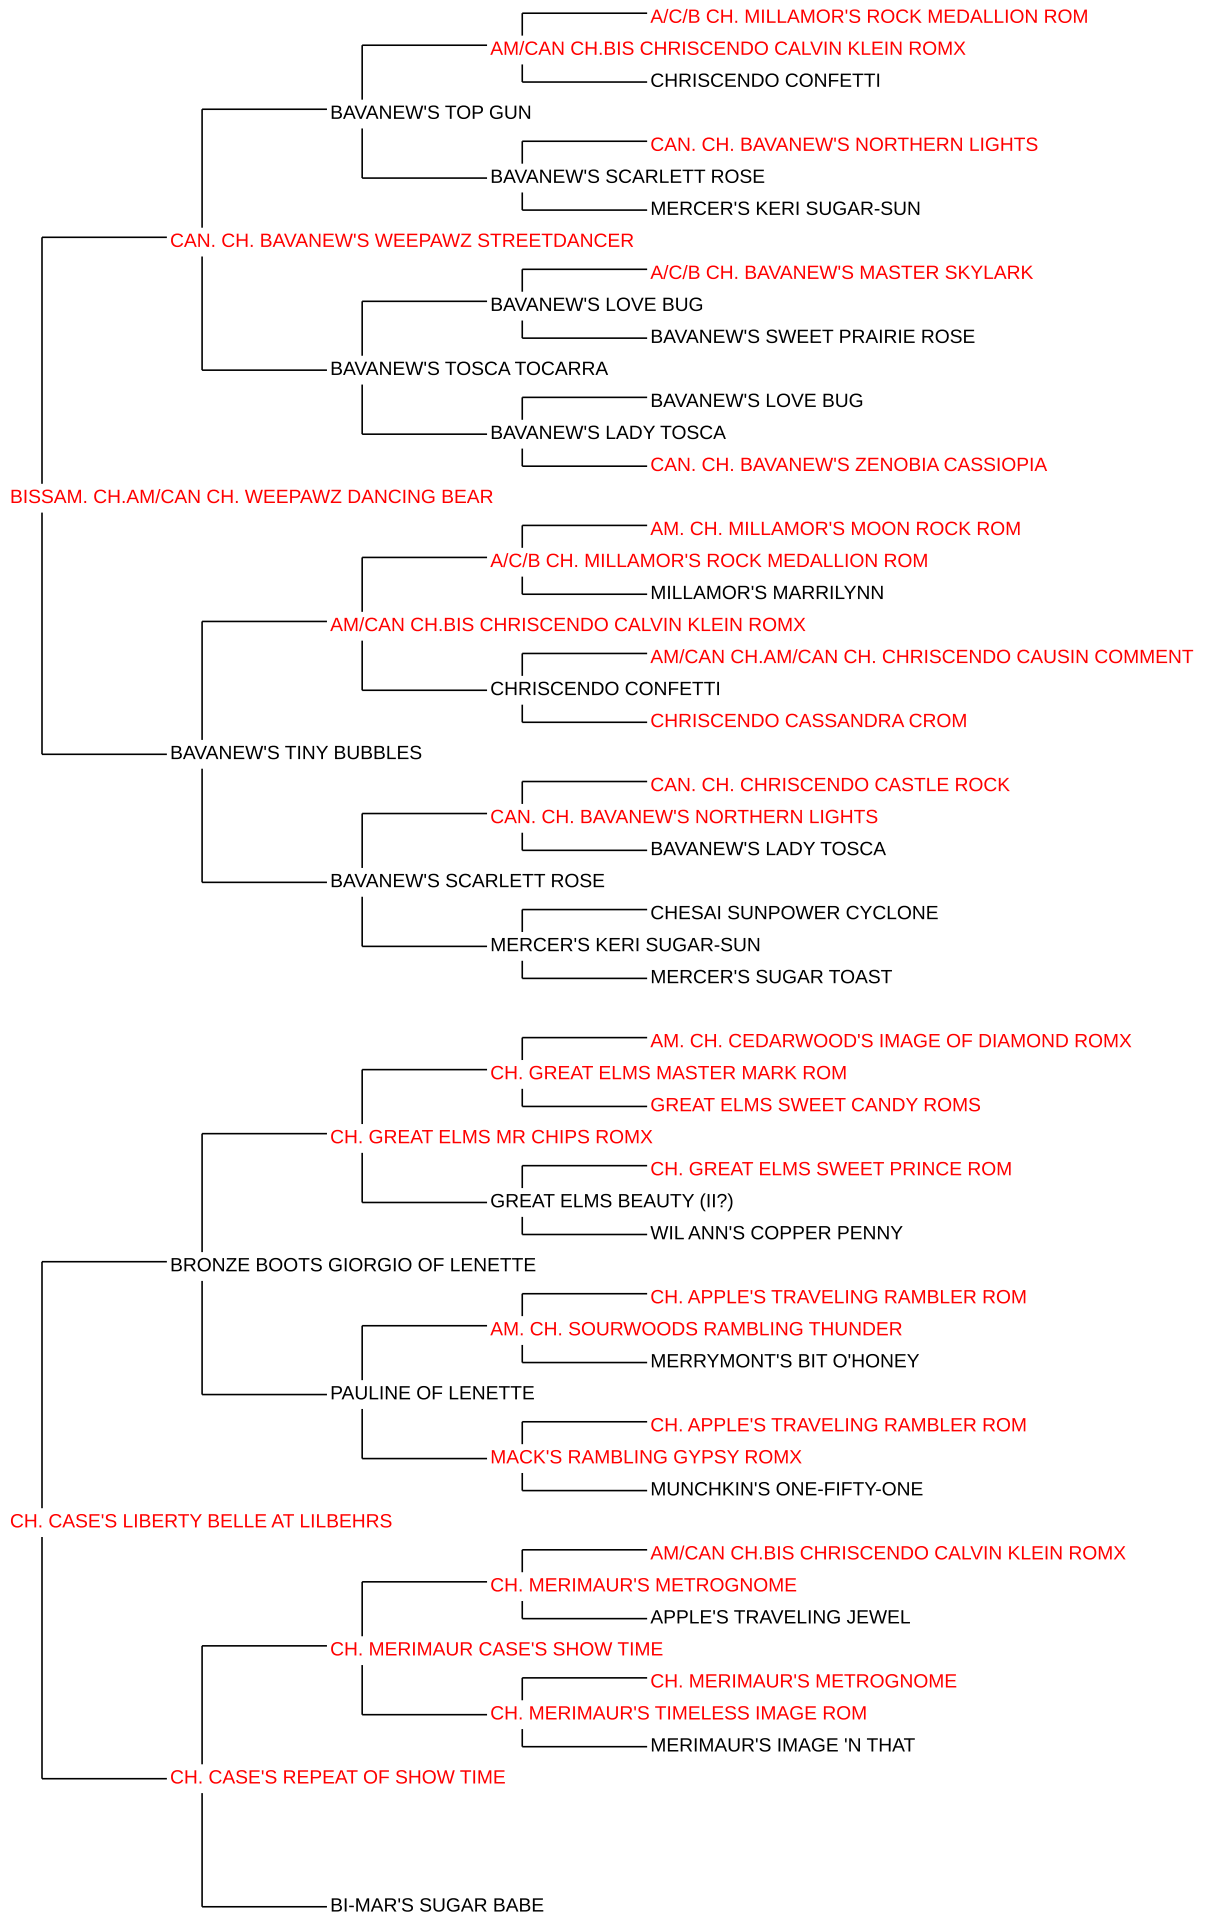 A/C/B CH. MILLAMOR'S ROCK MEDALLION ROM
AM/CAN CH.BIS CHRISCENDO CALVIN KLEIN ROMX
CHRISCENDO CONFETTI
BAVANEW'S TOP GUN
CAN. CH. BAVANEW'S NORTHERN LIGHTS
BAVANEW'S SCARLETT ROSE
MERCER'S KERI SUGAR-SUN
CAN. CH. BAVANEW'S WEEPAWZ STREETDANCER
A/C/B CH. BAVANEW'S MASTER SKYLARK
BAVANEW'S LOVE BUG
BAVANEW'S SWEET PRAIRIE ROSE
BAVANEW'S TOSCA TOCARRA
BAVANEW'S LOVE BUG
BAVANEW'S LADY TOSCA
CAN. CH. BAVANEW'S ZENOBIA CASSIOPIA
BISSAM. CH.AM/CAN CH. WEEPAWZ DANCING BEAR
AM. CH. MILLAMOR'S MOON ROCK ROM
A/C/B CH. MILLAMOR'S ROCK MEDALLION ROM
MILLAMOR'S MARRILYNN
AM/CAN CH.BIS CHRISCENDO CALVIN KLEIN ROMX
AM/CAN CH.AM/CAN CH. CHRISCENDO CAUSIN COMMENT
CHRISCENDO CONFETTI
CHRISCENDO CASSANDRA CROM
BAVANEW'S TINY BUBBLES
CAN. CH. CHRISCENDO CASTLE ROCK
CAN. CH. BAVANEW'S NORTHERN LIGHTS
BAVANEW'S LADY TOSCA
BAVANEW'S SCARLETT ROSE
CHESAI SUNPOWER CYCLONE
MERCER'S KERI SUGAR-SUN
MERCER'S SUGAR TOAST
AM. CH. CEDARWOOD'S IMAGE OF DIAMOND ROMX
CH. GREAT ELMS MASTER MARK ROM
GREAT ELMS SWEET CANDY ROMS
CH. GREAT ELMS MR CHIPS ROMX
CH. GREAT ELMS SWEET PRINCE ROM
GREAT ELMS BEAUTY (II?)
WIL ANN'S COPPER PENNY
BRONZE BOOTS GIORGIO OF LENETTE
CH. APPLE'S TRAVELING RAMBLER ROM
AM. CH. SOURWOODS RAMBLING THUNDER
MERRYMONT'S BIT O'HONEY
PAULINE OF LENETTE
CH. APPLE'S TRAVELING RAMBLER ROM
MACK'S RAMBLING GYPSY ROMX
MUNCHKIN'S ONE-FIFTY-ONE
CH. CASE'S LIBERTY BELLE AT LILBEHRS
AM/CAN CH.BIS CHRISCENDO CALVIN KLEIN ROMX
CH. MERIMAUR'S METROGNOME
APPLE'S TRAVELING JEWEL
CH. MERIMAUR CASE'S SHOW TIME
CH. MERIMAUR'S METROGNOME
CH. MERIMAUR'S TIMELESS IMAGE ROM
MERIMAUR'S IMAGE 'N THAT
CH. CASE'S REPEAT OF SHOW TIME
BI-MAR'S SUGAR BABE